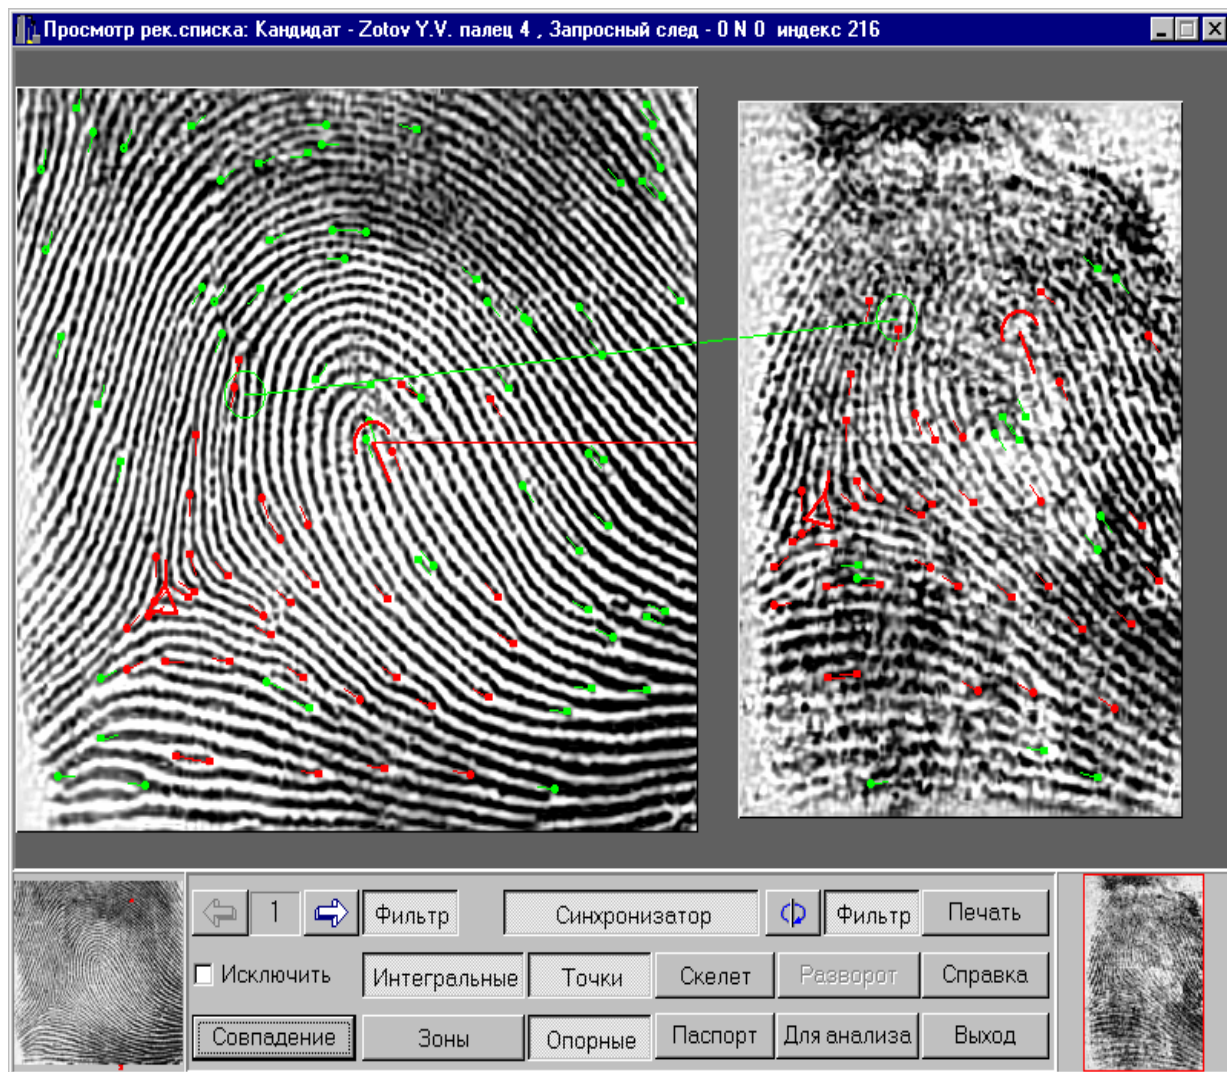 Просмотр рек.списка: Кандидат - Zotov Y.V. палец 4 , Запросный след - 0 N 0 индекс 216
1 Фильтр Синхронизатор Фильтр Печать
Исключить Интегральные Точки Скелет Разворот Справка
Совпадение Зоны Опорные Паспорт Для анализа Выход